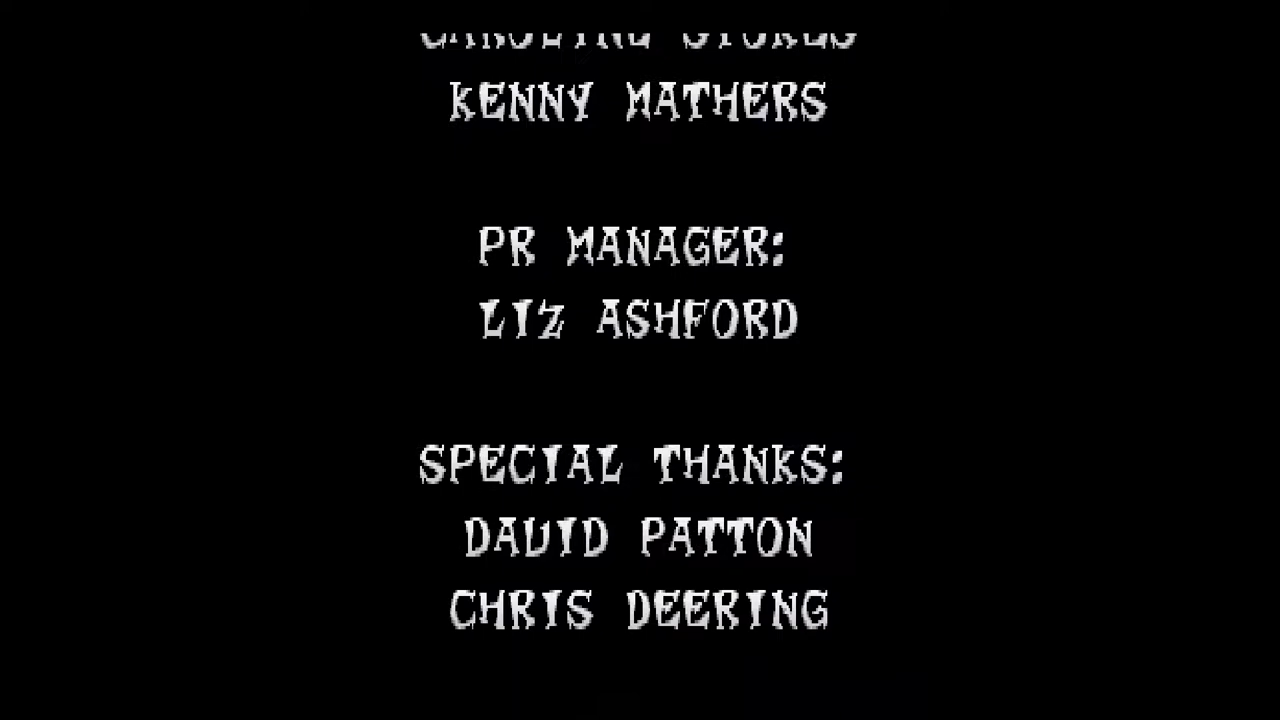 KENNY MATHERS
PR MANAGER:
LIZ ASHFORD
SPECIAL THANKS:
DAVID PATTON
CHRIS DEERING